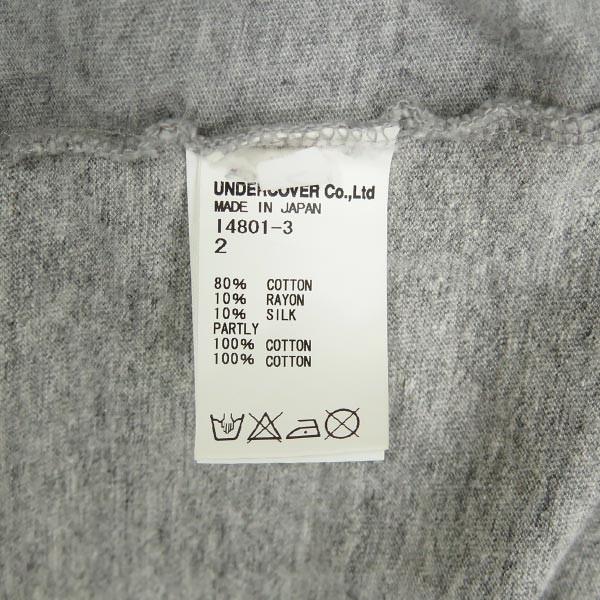 UNDERCOVER Co.,Ltd
MADE IN JAPAN
I4801-3
2
80% COTTON
10% RAYON
10% SILK
PARTLY
100% COTTON
100% COTTON